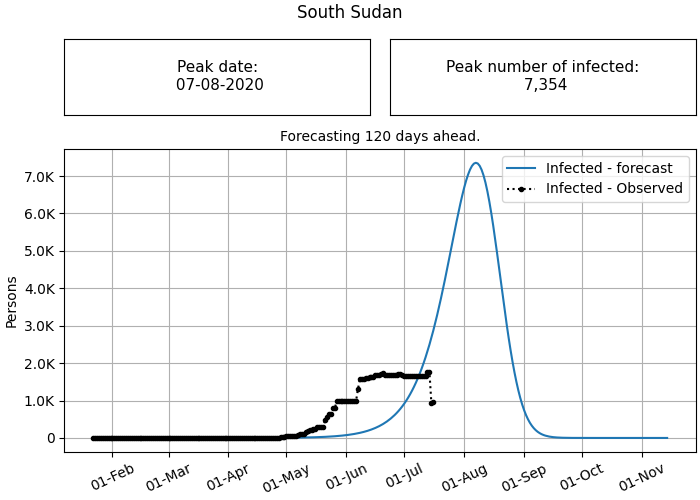 South Sudan
Peak date:
07-08-2020
Peak number of infected:
7,354
Forecasting 120 days ahead.
Infected - forecast
Infected - Observed
7.0K
6.0K
5.0K
4.0K
3.0K
2.0K
1.0K
0
Persons
01-Feb
01-Mar
01-Apr
01-May
01-Jun
01-Jul
01-Aug
01-Sep
01-Oct
01-Nov